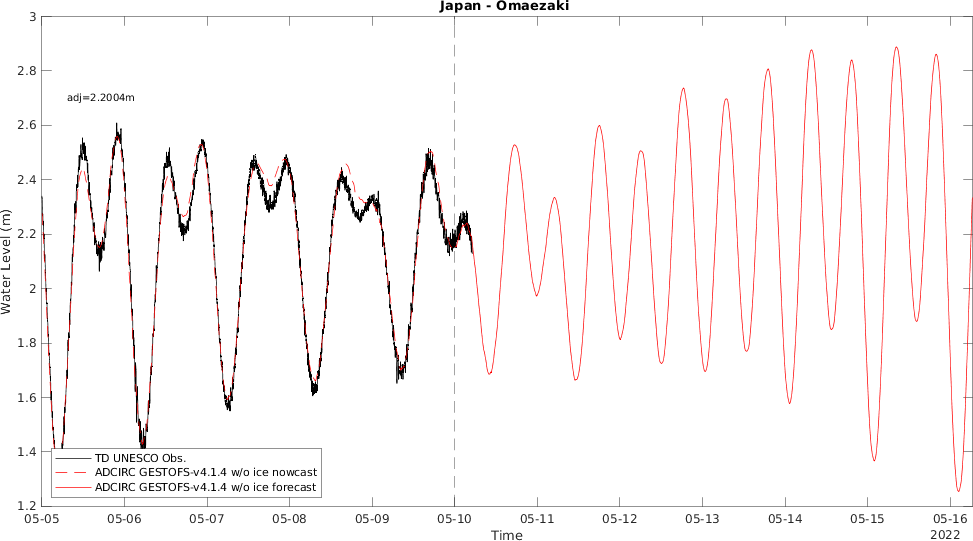 Japan - Omaezaki
3
2.8
adj=2.2004m
2.6
2.4
2.2
2
1.8
1.6
1.4
1.2
Water Level (m)
TD UNESCO Obs.
ADCIRC GESTOFS-v4.1.4 w/o ice nowcast
ADCIRC GESTOFS-v4.1.4 w/o ice forecast
05-05 05-06 05-07 05-08 05-09 05-10 05-11 05-12 05-13 05-14 05-15 05-16
Time
2022